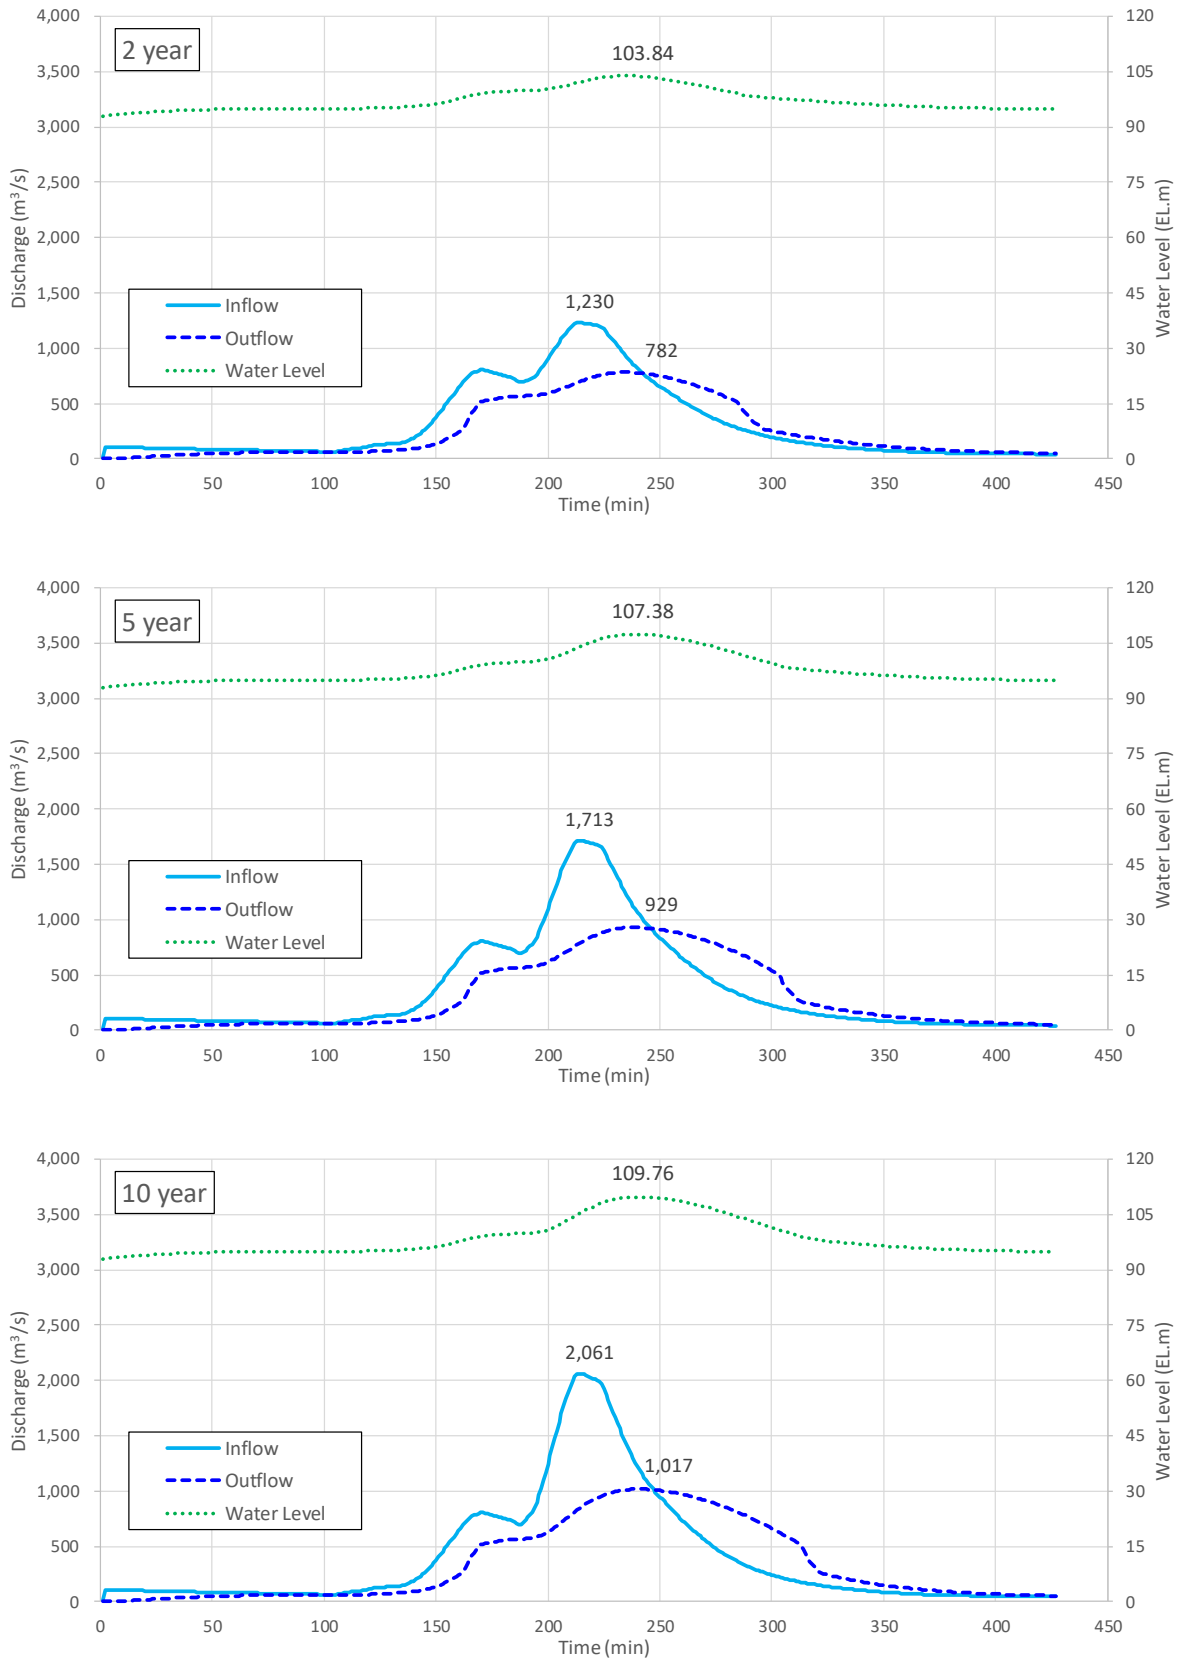 2 year
103.84
4,000
3,500
3,000
2,500
2,000
1,500
1,000
500
0
Discharge (m³/s)
120
105
90
75
60
45
30
15
0
Water Level (EL.m)
Inflow
Outflow
Water Level
1,230
782
0 50 100 150 200 250 300 350 400 450
Time (min)
5 year
107.38
4,000
3,500
3,000
2,500
2,000
1,500
1,000
500
0
Discharge (m³/s)
120
105
90
75
60
45
30
15
0
Water Level (EL.m)
Inflow
Outflow
Water Level
1,713
929
0 50 100 150 200 250 300 350 400 450
Time (min)
10 year
109.76
4,000
3,500
3,000
2,500
2,000
1,500
1,000
500
0
Discharge (m³/s)
120
105
90
75
60
45
30
15
0
Water Level (EL.m)
Inflow
Outflow
Water Level
2,061
1,017
0 50 100 150 200 250 300 350 400 450
Time (min)